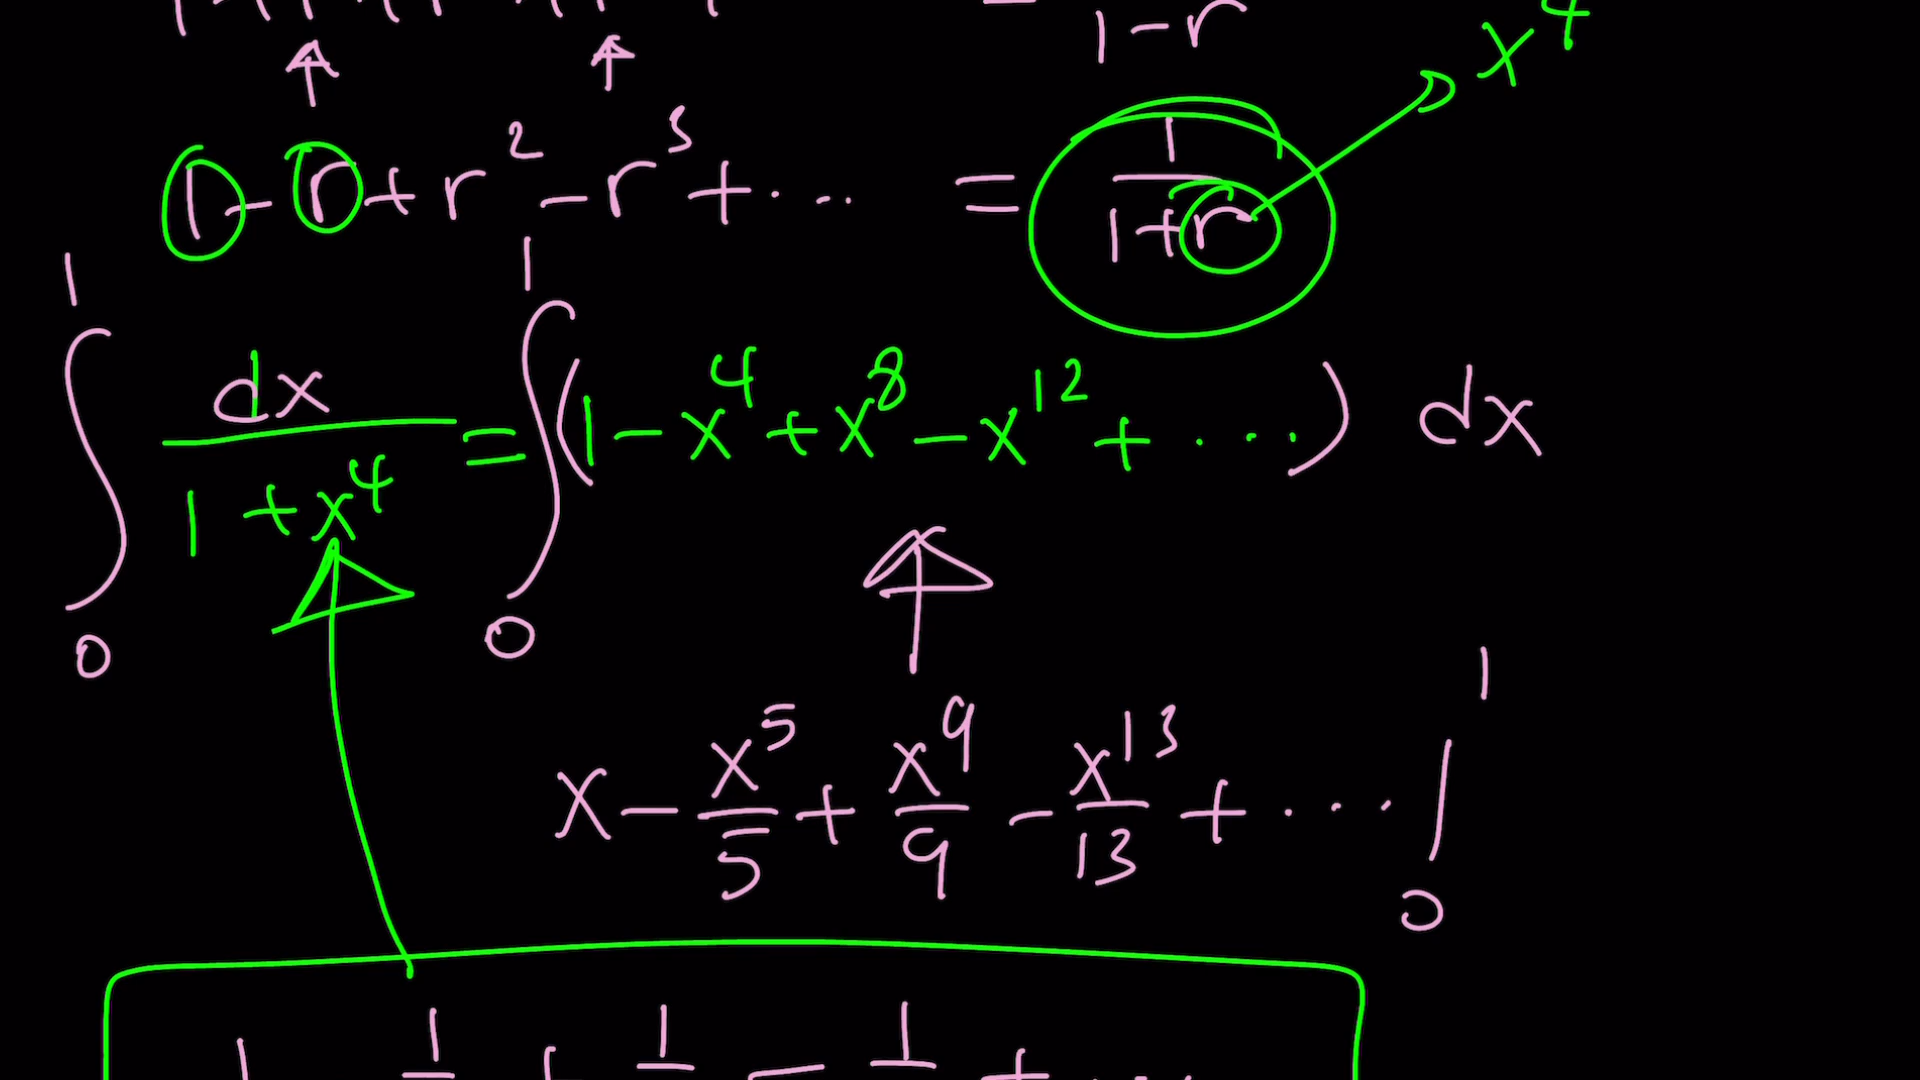 1-r x⁴
1 - r + r² - r³ + ... = 1/(1+r)
∫₀¹ dx/(1+x⁴) = ∫₀¹ (1 - x⁴ + x⁸ - x¹² + ...) dx
x - x⁵/5 + x⁹/9 - x¹³/13 + ... |₀¹